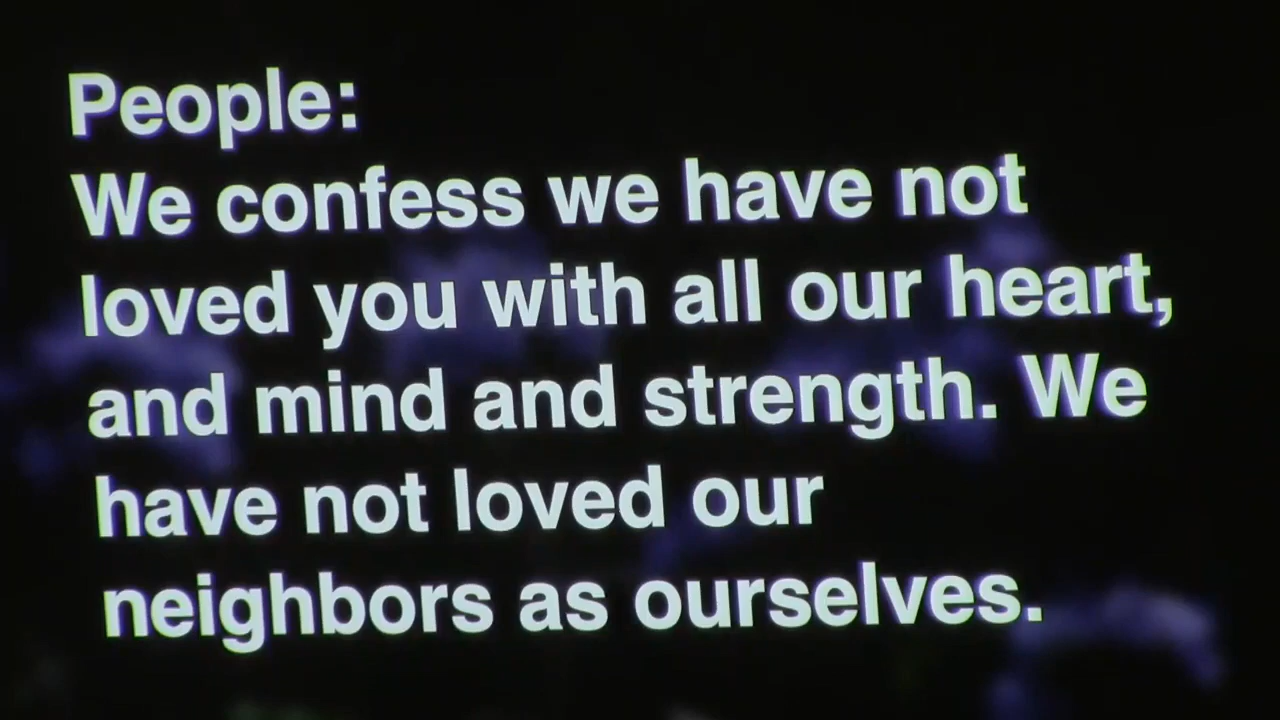 People:
We confess we have not
loved you with all our heart,
and mind and strength. We
have not loved our
neighbors as ourselves.